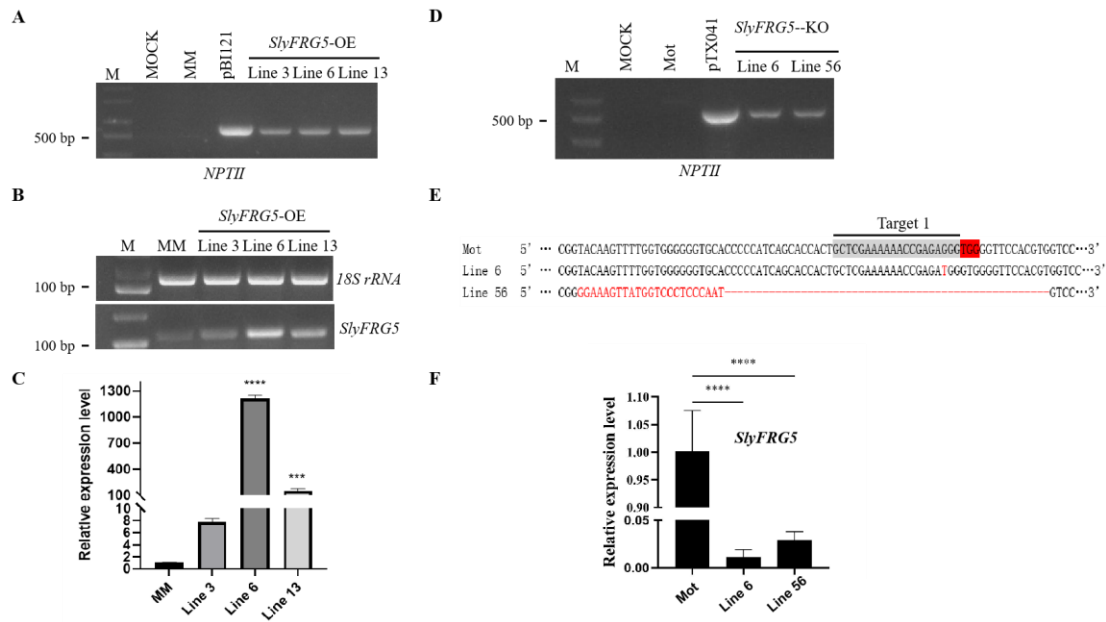 A
SlyFRG5-OE
M MOCK MM pBI121 Line 3 Line 6 Line 13
500 bp
NPTII
B
SlyFRG5-OE
M MM Line 3 Line 6 Line 13
100 bp 18S rRNA
100 bp SlyFRG5
C
Relative expression level
1300
1000
700
400
100
10
8
6
4
2
0
****
***
MM Line 3 Line 6 Line 13
D
SlyFRG5--KO
M MOCK Mot pTX041 Line 6 Line 56
500 bp
NPTII
E
Target 1
Mot 5' ··· CGGTACAAGTTTTGGTGGGGGGTGCACCCCCATCAGCACCACTGCTCGAAAAAACCGAGAGGGTGGGGTTCCACGTGGTCC···3'
Line 6 5' ··· CGGTACAAGTTTTGGTGGGGGGTGCACCCCCATCAGCACCACTGCTCGAAAAAACCGAGATGGGTGGGGTTCCACGTGGTCC···3'
Line 56 5' ··· CGGGGAAAGTTATGGTCCCTCCCAAT GTCC···3'
F
Relative expression level
1.10
1.05
1.00
0.95
0.90
0.05
0.00
****
****
SlyFRG5
Mot Line 6 Line 56